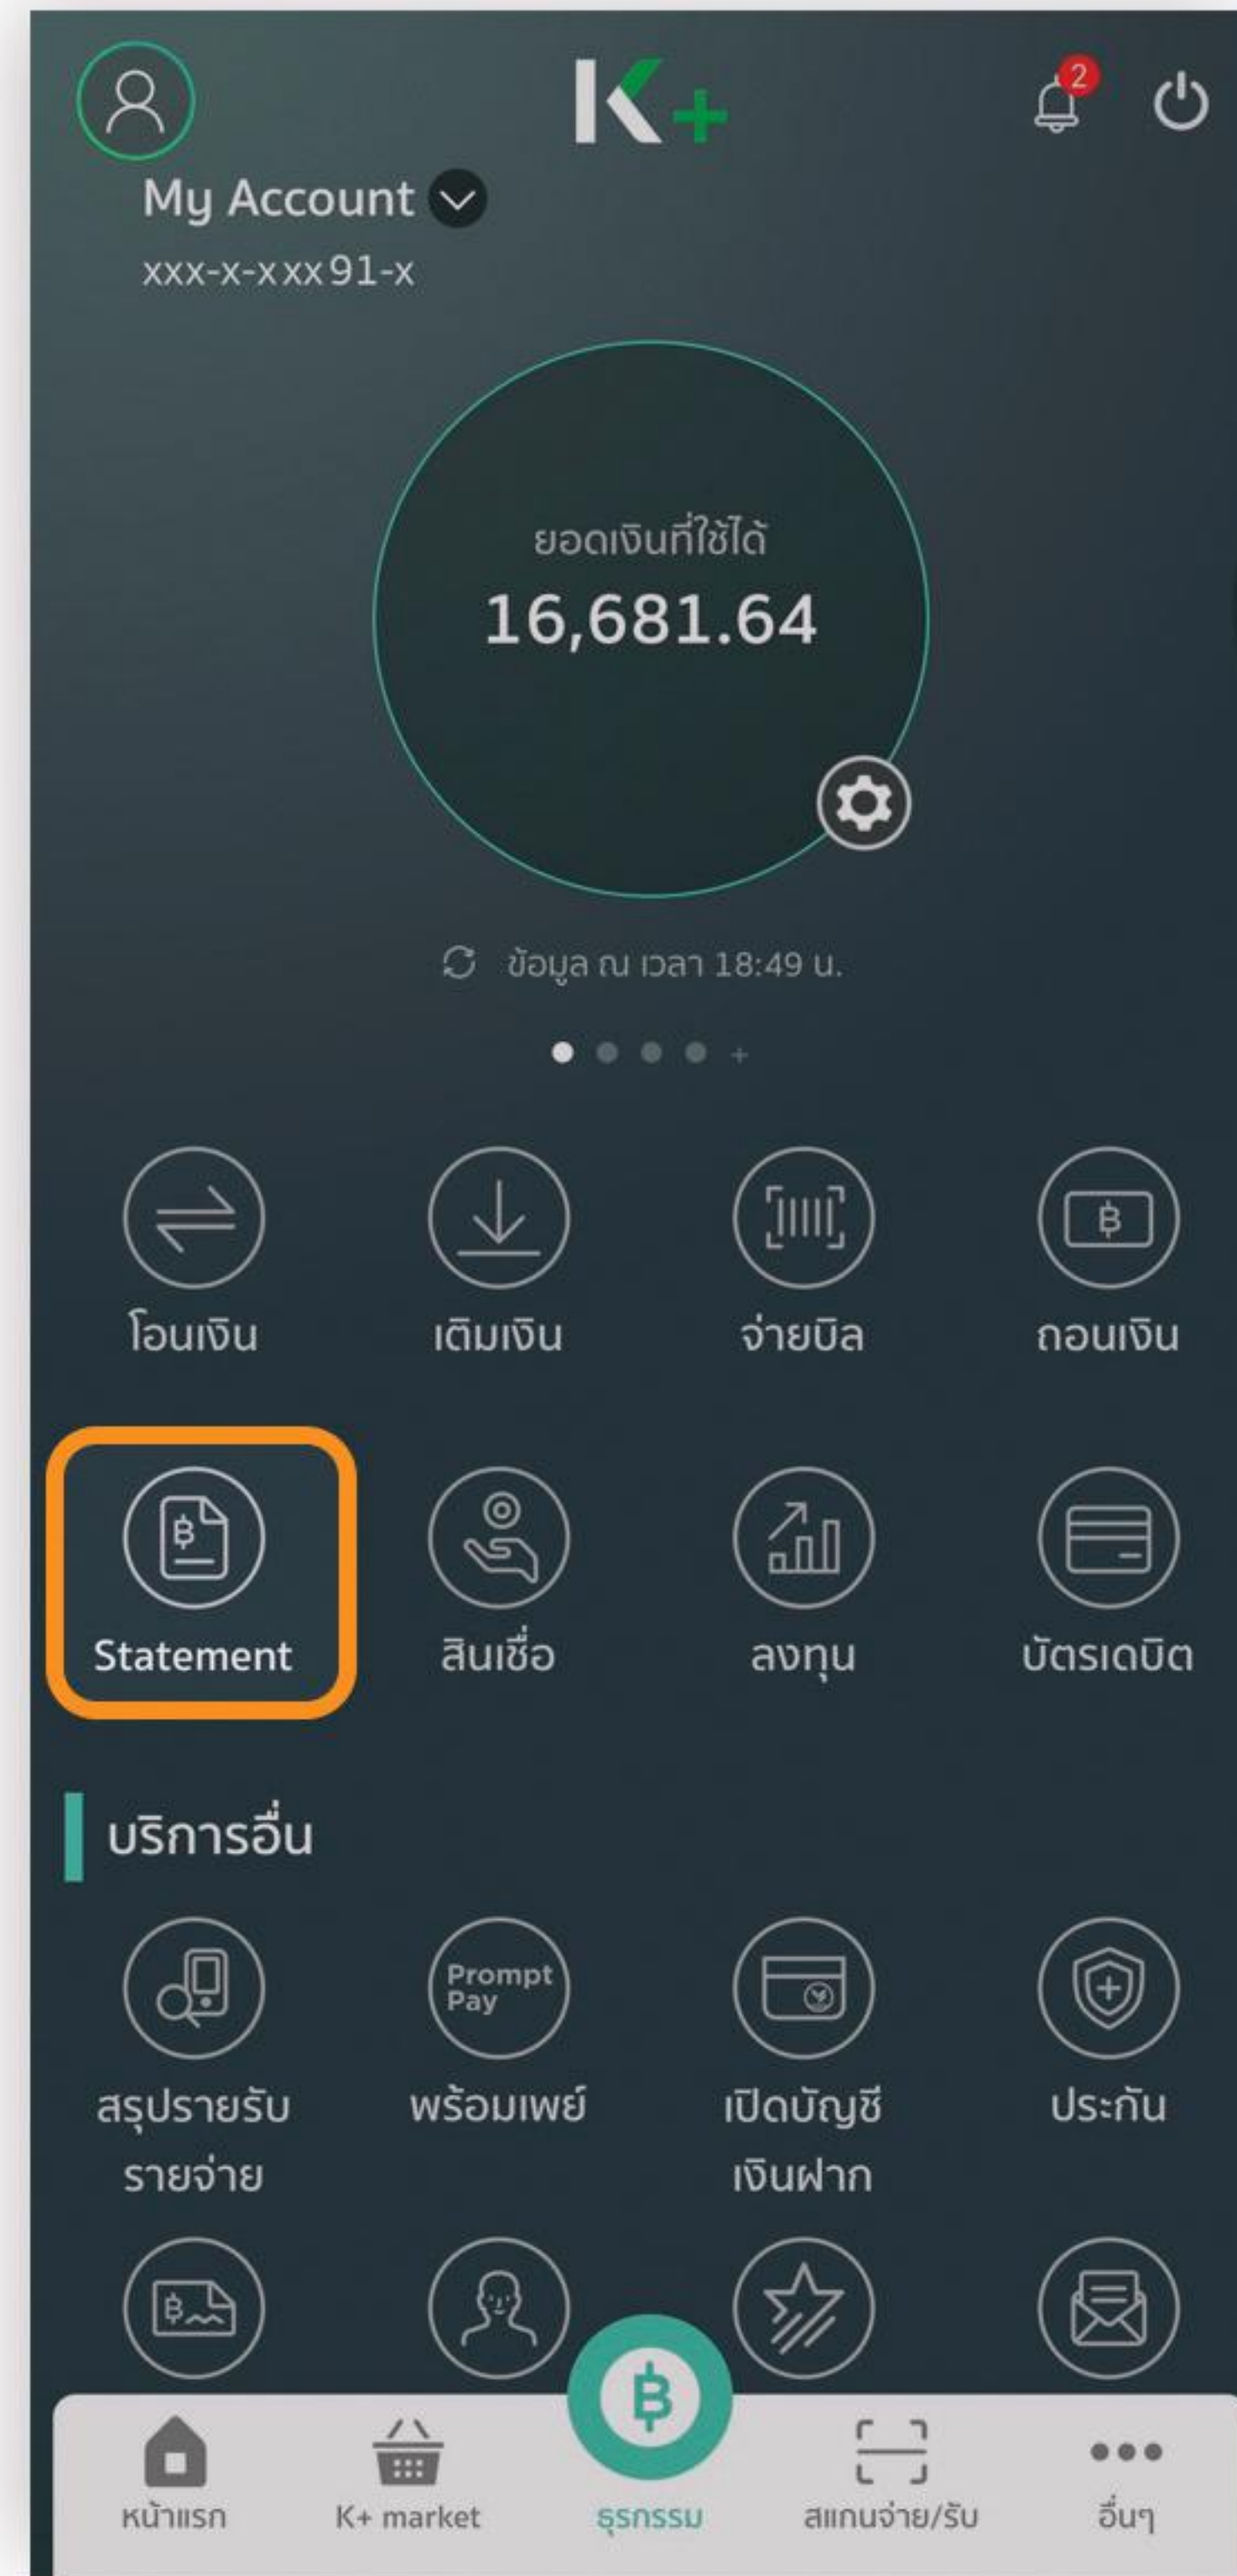 K+
2
My Account
xxx-x-xxx91-x
ยอดเงินที่ใช้ได้
16,681.64
ข้อมูล ณ เวลา 18:49 น.
โอนเงิน เติมเงิน จ่ายบิล ถอนเงิน
Statement สินเชื่อ ลงทุน บัตรเดบิต
บริการอื่น
Prompt
Pay
สรุปรายรับ พร้อมเพย์ เปิดบัญชี ประกัน
รายจ่าย เงินฝาก
หน้าแรก K+ market ธุรกรรม สแกนจ่าย/รับ อื่นๆ